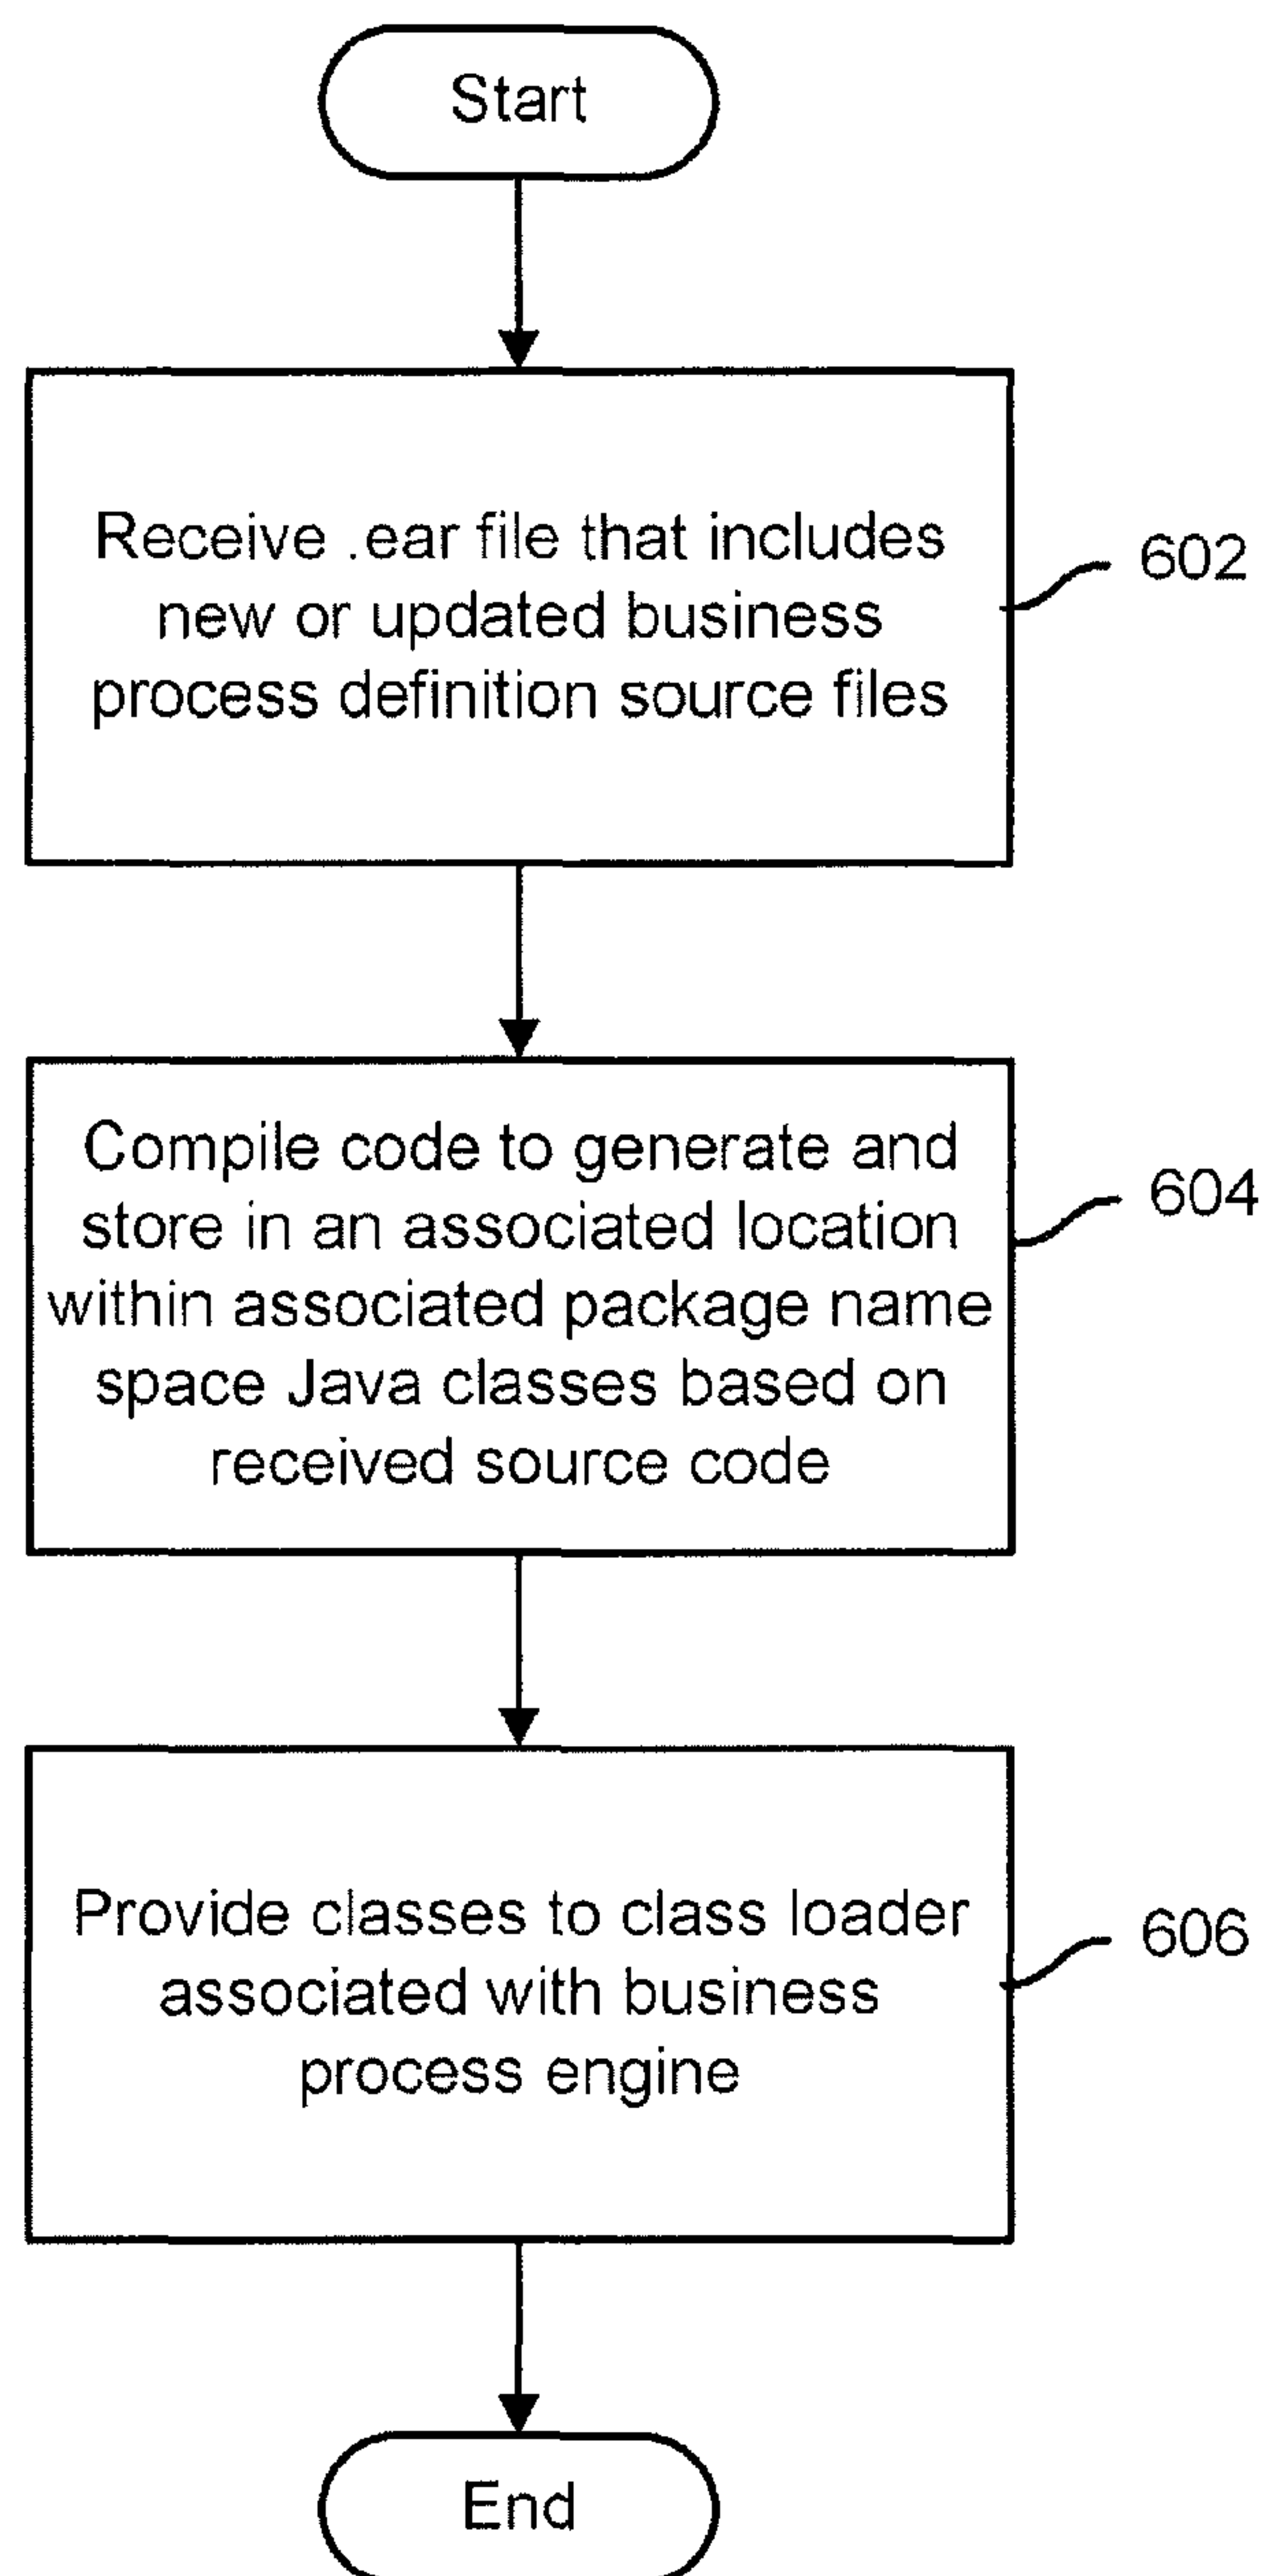 Start
Receive .ear file that includes
new or updated business
process definition source files
602
Compile code to generate and
store in an associated location
within associated package name
space Java classes based on
received source code
604
Provide classes to class loader
associated with business
process engine
606
End